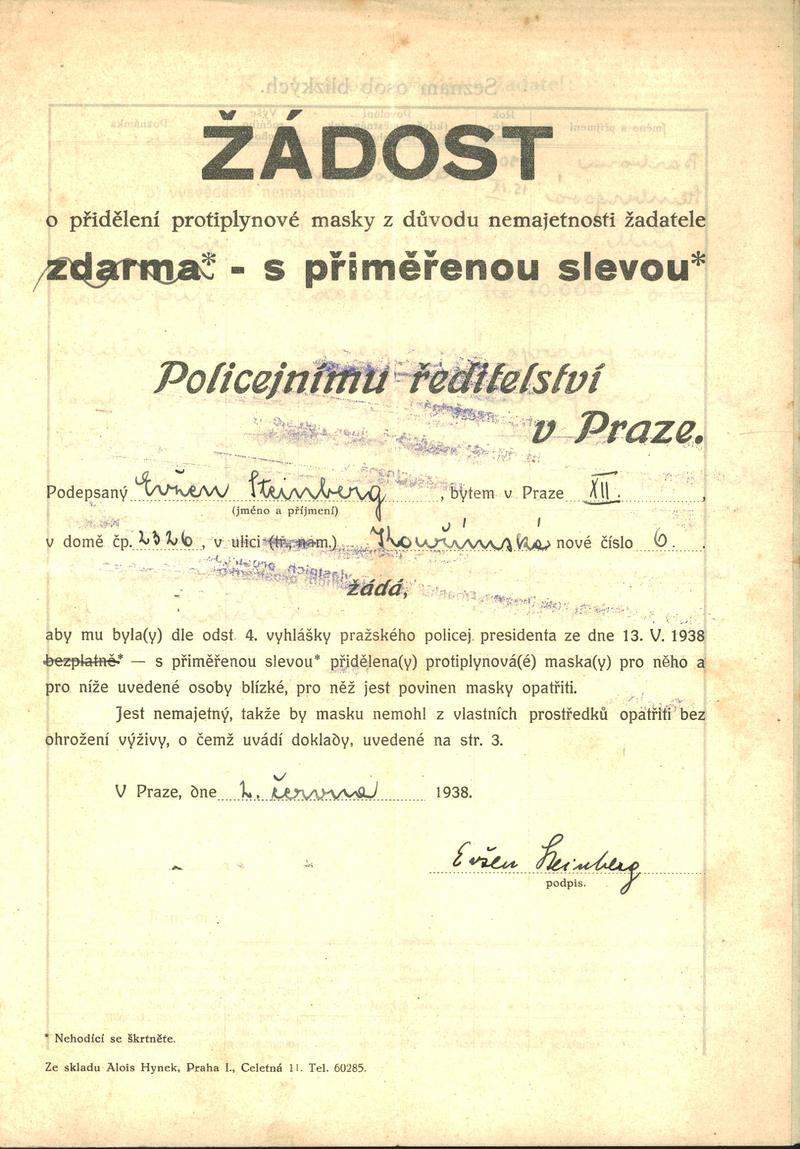 ŽÁDOST
o přidělení protiplynové masky z důvodu nemajetnosti žadatele
zdarma* - s přiměřenou slevou*
Policejnímu ředitelství
v Praze.
Podepsaný Evžen Steinberg, bytem v Praze XII.,
(jméno a příjmení)
v domě čp. 2326, v ulici (tř., nám.) Kouřimská nové číslo 6.
žádá,
aby mu byla(y) dle odst. 4. vyhlášky pražského policej. presidenta ze dne 13. V. 1938
bezplatně* — s přiměřenou slevou* přidělena(y) protiplynová(é) maska(y) pro něho a
pro níže uvedené osoby blízké, pro něž jest povinen masky opatřiti.
Jest nemajetný, takže by masku nemohl z vlastních prostředků opatřiti bez
ohrožení výživy, o čemž uvádí doklady, uvedené na str. 3.
V Praze, dne 2. června 1938.
Evžen Steinberg
podpis.
* Nehodící se škrtněte.
Ze skladu Alois Hynek, Praha I., Celetná 11. Tel. 60285.